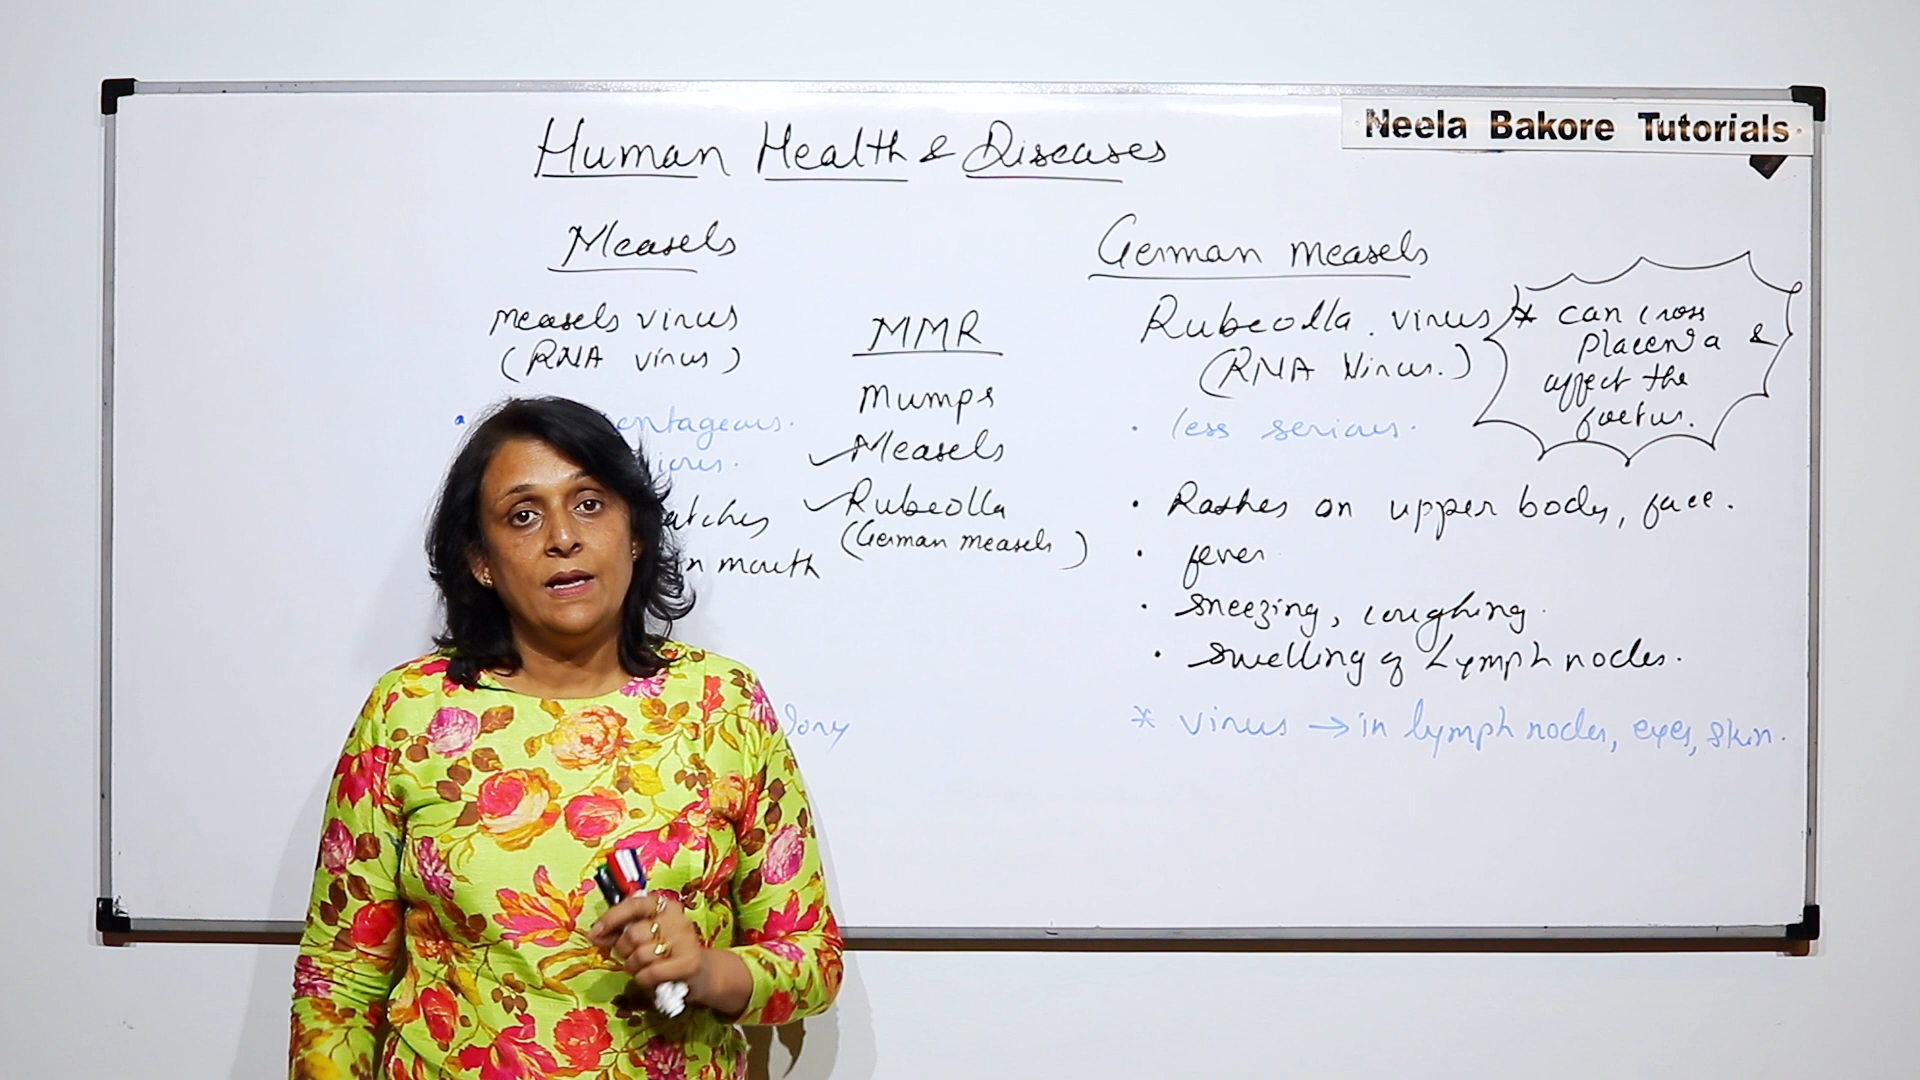 Neela Bakore Tutorials
Human Health & Diseases
Measels
Measels virus
(RNA virus)
MMR
Mumps
Measels
Rubeolla
(German measels)
in mouth
German measels
Rubeolla virus
(RNA Virus.)
* can cross
placenta &
affect the
foetus.
• less serious.
• Rashes on upper body, face.
• fever
• sneezing, coughing.
• swelling of Lymph nodes.
* virus → in lymph nodes, eyes, skin.